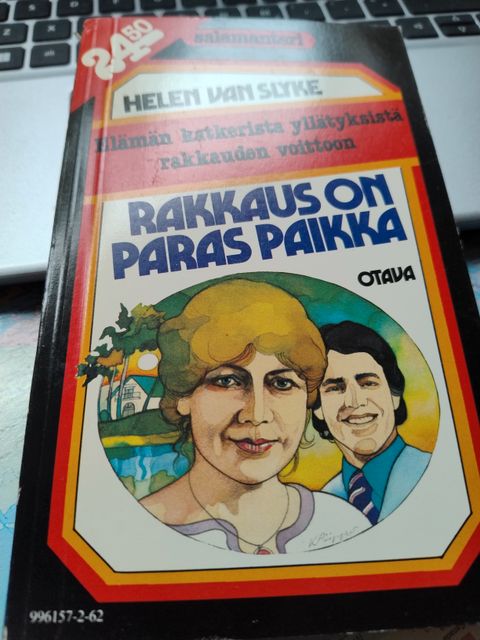 24.50
salamanteri
HELEN VAN SLYKE
Elämän katkerista yllätyksistä
rakkauden voittoon
RAKKAUS ON
PARAS PAIKKA
OTAVA
996157-2-62